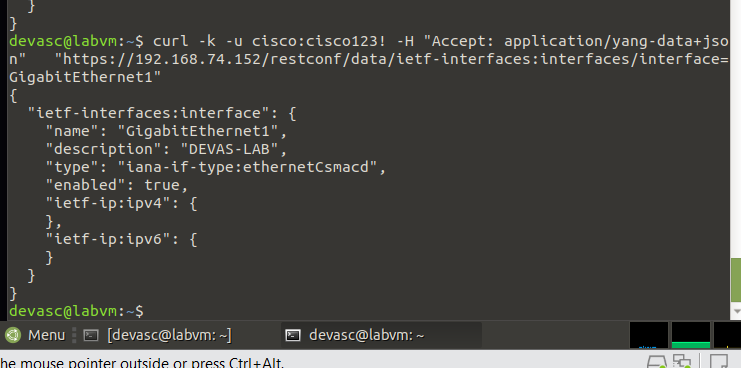 }
}
devasc@labvm:~$ curl -k -u cisco:cisco123! -H "Accept: application/yang-data+jso
n"   "https://192.168.74.152/restconf/data/ietf-interfaces:interfaces/interface=
GigabitEthernet1"
{
  "ietf-interfaces:interface": {
    "name": "GigabitEthernet1",
    "description": "DEVAS-LAB",
    "type": "iana-if-type:ethernetCsmacd",
    "enabled": true,
    "ietf-ip:ipv4": {
    },
    "ietf-ip:ipv6": {
    }
  }
}
devasc@labvm:~$
Menu [devasc@labvm: ~] devasc@labvm: ~
he mouse pointer outside or press Ctrl+Alt.